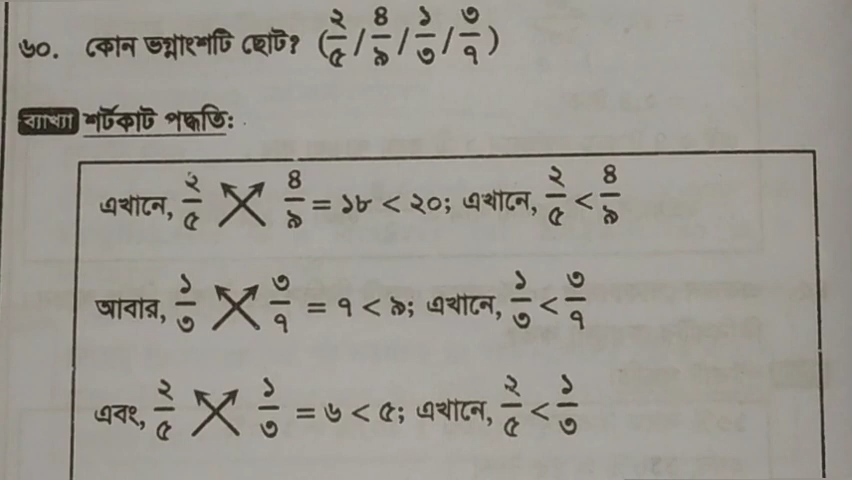 ৬০. কোন ভগ্নাংশটি ছোট? (২/৫ / ৪/৯ / ১/৩ / ৩/৭)
ব্যাখ্যা শর্টকাট পদ্ধতি:
এখানে, ২/৫ ৪/৯ = ১৮ < ২০; এখানে, ২/৫ < ৪/৯
আবার, ১/৩ ৩/৭ = ৭ < ৯; এখানে, ১/৩ < ৩/৭
এবং, ২/৫ ১/৩ = ৬ < ৫; এখানে, ২/৫ < ১/৩